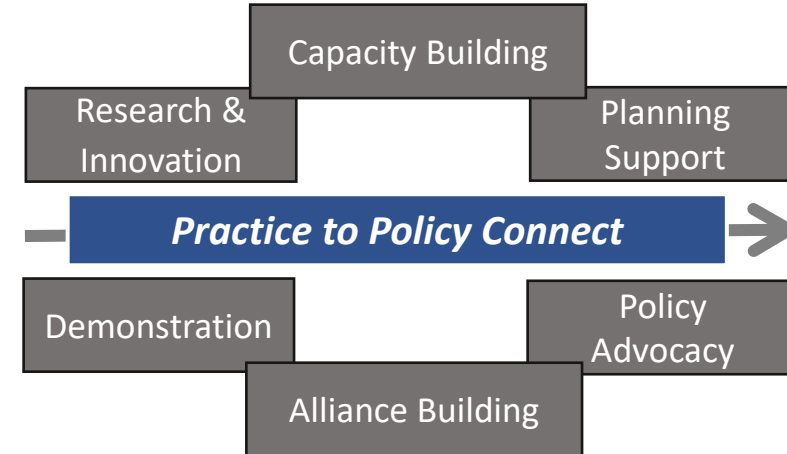 Capacity Building
Research &
Innovation
Planning
Support
Practice to Policy Connect
Demonstration
Policy
Advocacy
Alliance Building